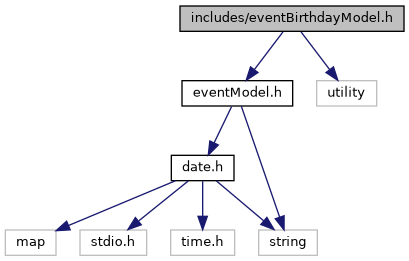 includes/eventBirthdayModel.h
eventModel.h
utility
date.h
map
stdio.h
time.h
string